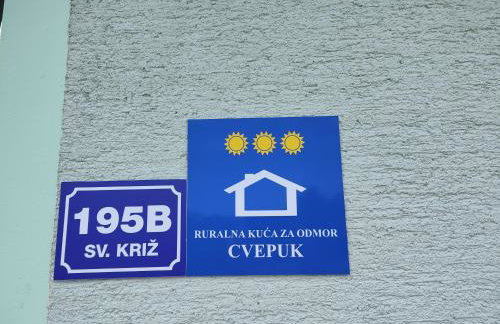 195B
SV. KRIŽ
RURALNA KUĆA ZA ODMOR
CVEPUK